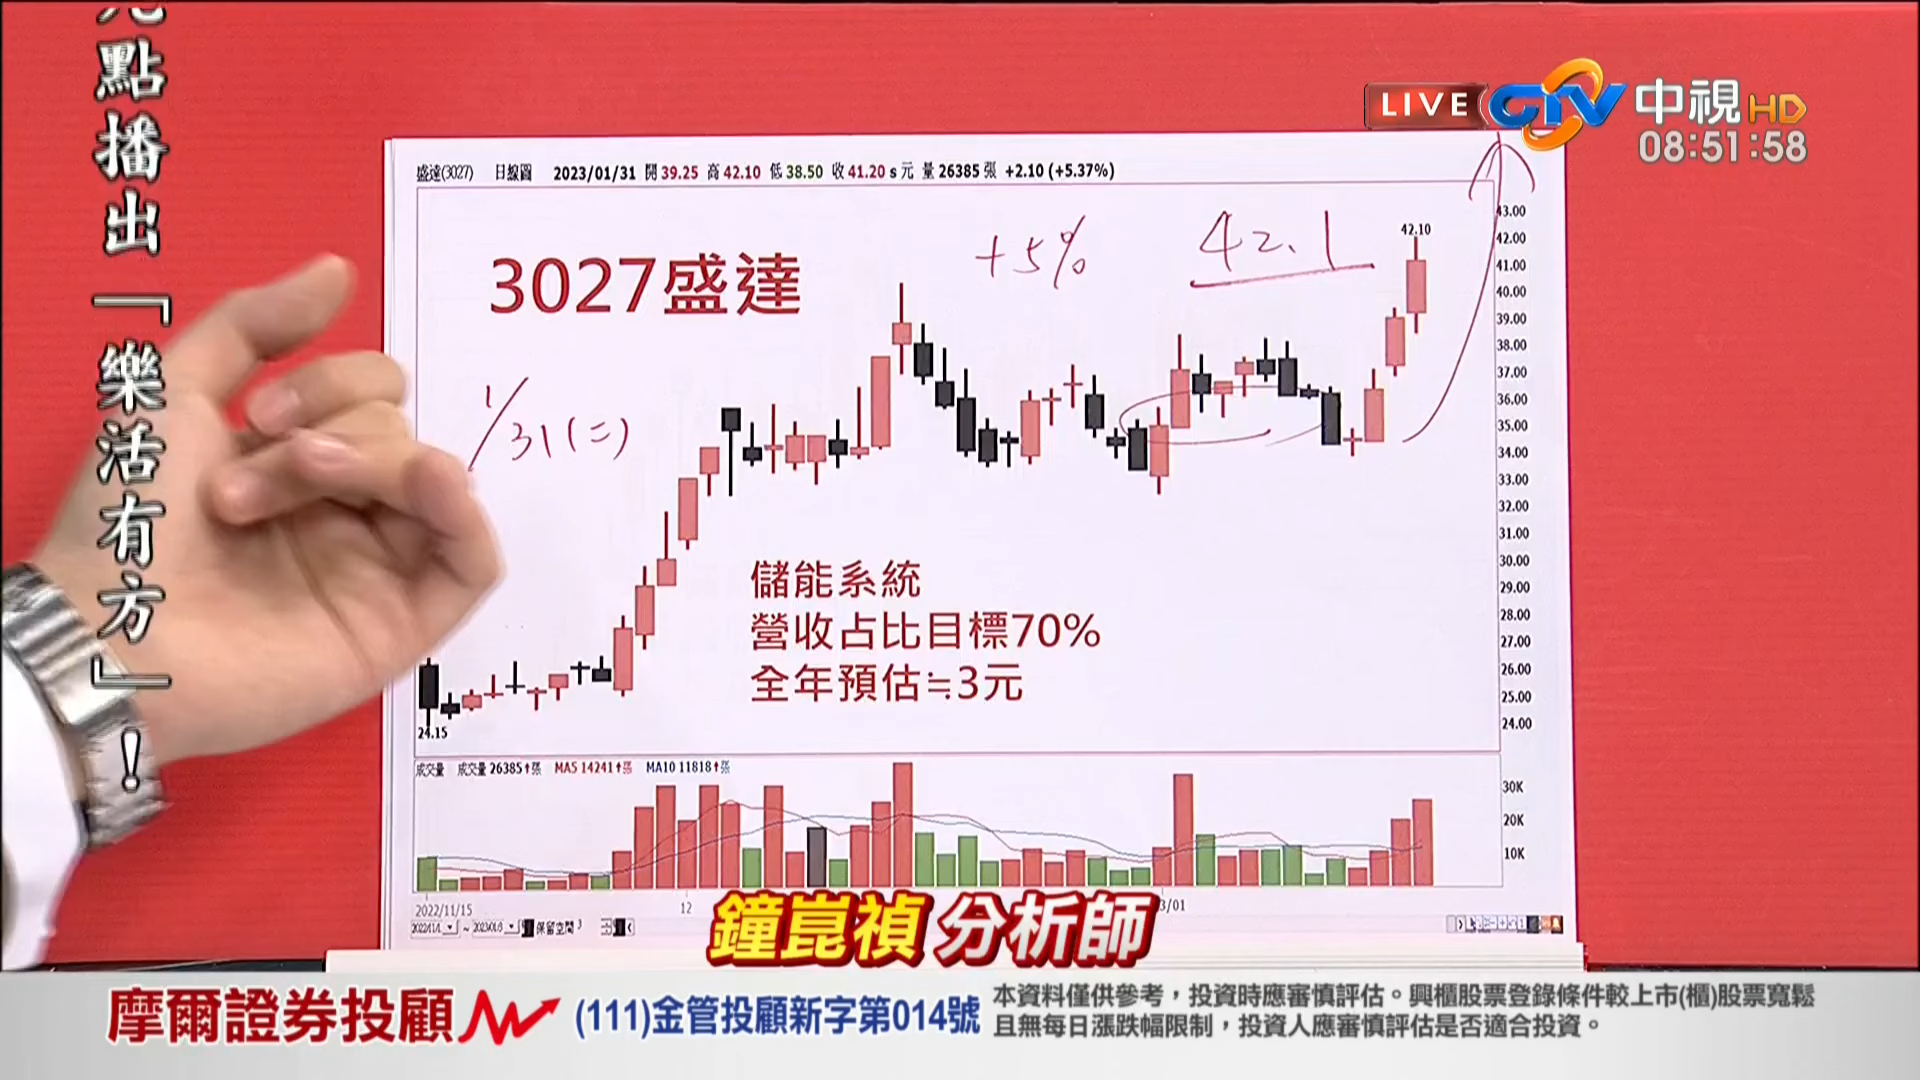 點播出「樂活有方」！
LIVE CTV 中視HD
08:51:58
盛達(3027) 日線圖 2023/01/31 開 39.25 高 42.10 低 38.50 收 41.20 s 元 量 26385 張 +2.10 (+5.37%)
+5% 42.1
3027盛達
1/31(二)
42.10
43.00
42.00
41.00
40.00
39.00
38.00
37.00
36.00
35.00
34.00
33.00
32.00
31.00
30.00
29.00
28.00
27.00
26.00
25.00
24.00
儲能系統
營收占比目標70%
全年預估≒3元
24.15
成交量 成交量 26385↑張 MA5 14241↑張 MA10 11818↑張
30K
20K
10K
2022/11/15 12 3/01
保留空間 3
鐘崑禎 分析師
摩爾證券投顧 (111)金管投顧新字第014號
本資料僅供參考，投資時應審慎評估。興櫃股票登錄條件較上市(櫃)股票寬鬆
且無每日漲跌幅限制，投資人應審慎評估是否適合投資。